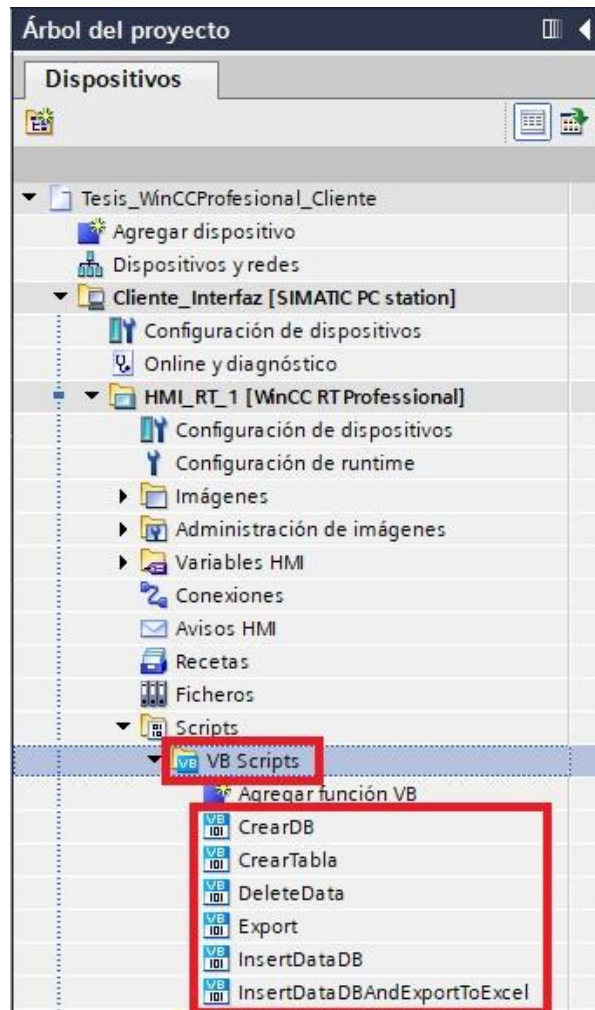 Árbol del proyecto
Dispositivos
Tesis_WinCCProfesional_Cliente
Agregar dispositivo
Dispositivos y redes
Cliente_Interfaz [SIMATIC PC station]
Configuración de dispositivos
Online y diagnóstico
HMI_RT_1 [WinCC RT Professional]
Configuración de dispositivos
Configuración de runtime
Imágenes
Administración de imágenes
Variables HMI
Conexiones
Avisos HMI
Recetas
Ficheros
Scripts
VB Scripts
Agregar función VB
CrearDB
CrearTabla
DeleteData
Export
InsertDataDB
InsertDataDBAndExportToExcel